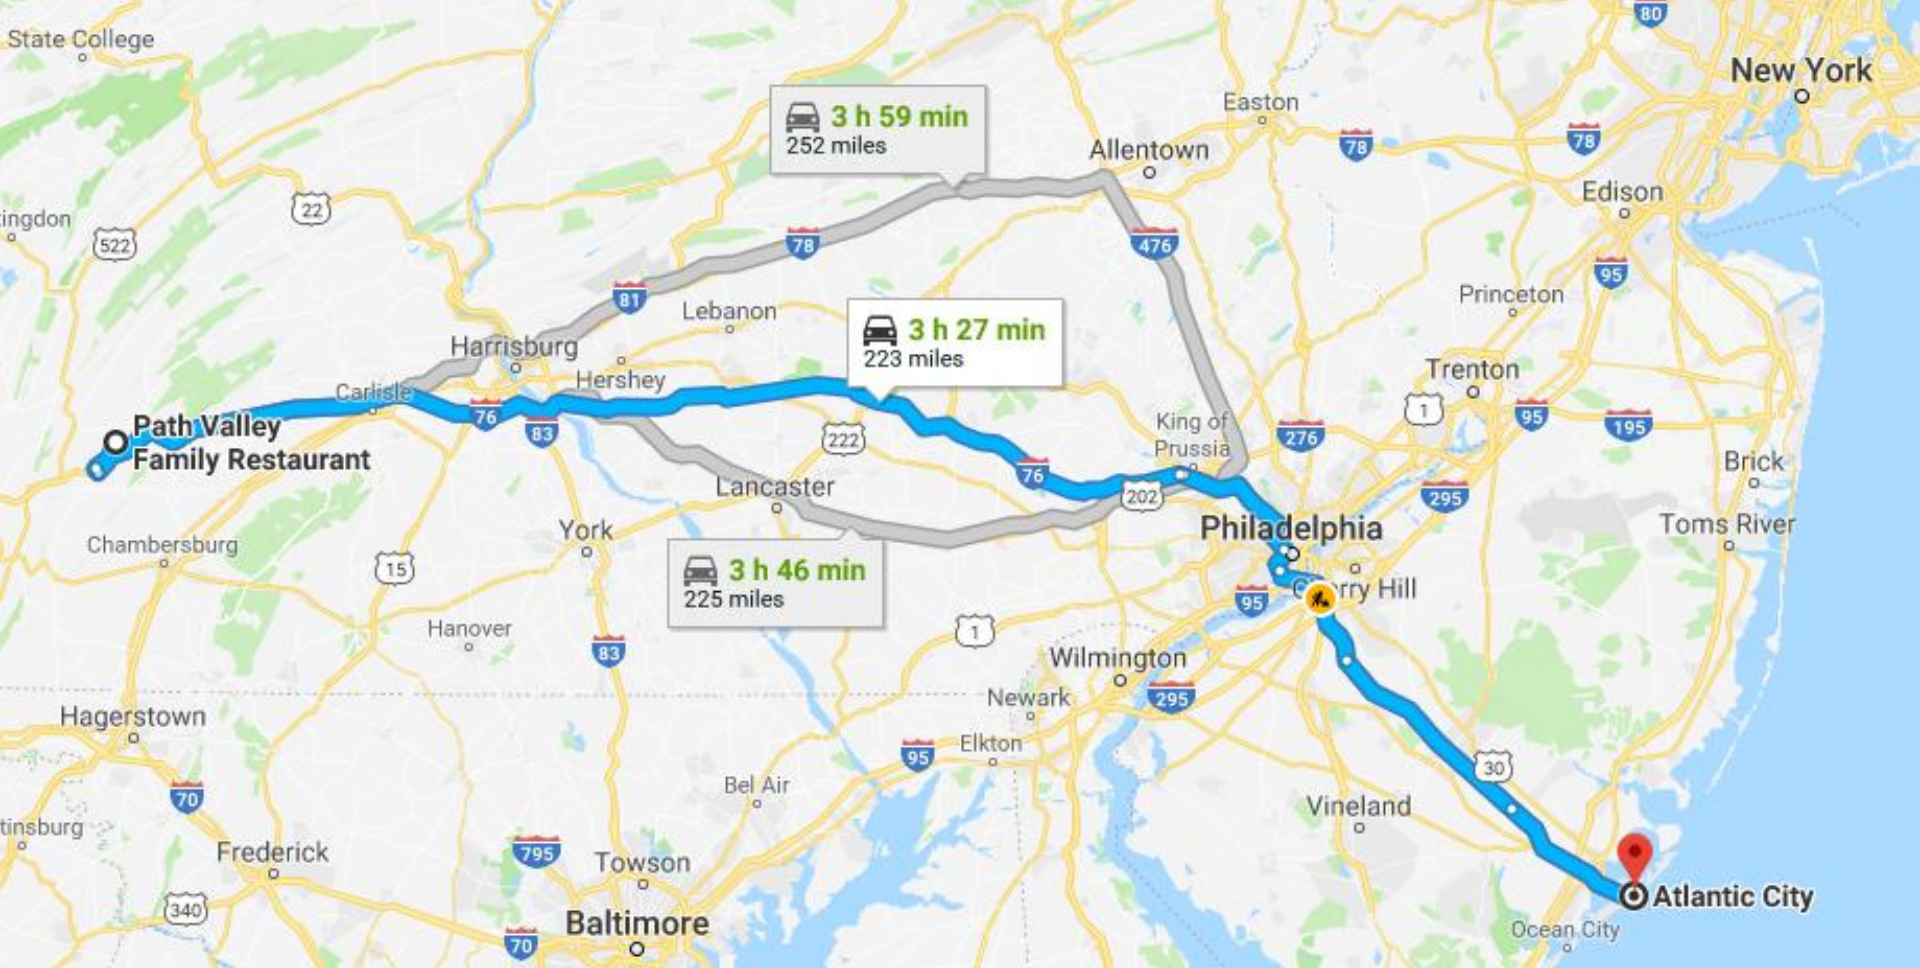 State College
80
New York
3 h 59 min
252 miles
Easton
78
78
Allentown
Edison
22
522
78
476
95
81
Lebanon
Princeton
3 h 27 min
223 miles
Harrisburg
Hershey
Carlisle
Trenton
1
95
195
76
83
Path Valley
Family Restaurant
222
King of
Prussia
276
76
Brick
Lancaster
202
295
York
Philadelphia
Toms River
Chambersburg
15
3 h 46 min
225 miles
95
Hill
Hanover
1
83
Wilmington
Newark
295
Hagerstown
Elkton
95
30
Bel Air
70
Vineland
tinsburg
Frederick
795
Towson
Atlantic City
340
Baltimore
70
Ocean City